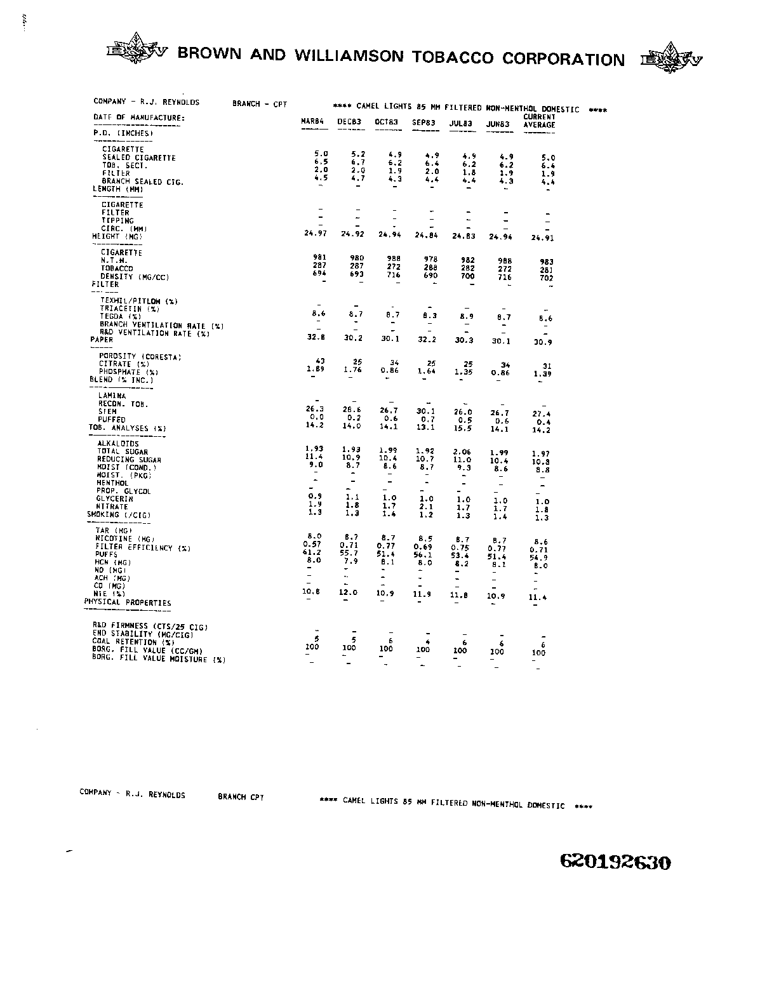 BROWN AND WILLIAMSON TOBACCO CORPORATION
COMPANY - R.J. REYNOLDS BRANCH - CPT **** CAMEL LIGHTS 85 MM FILTERED NON-MENTHOL DOMESTIC ****
DATE OF MANUFACTURE: MAR84 DEC83 OCT83 SEP83 JUL83 JUN83 CURRENT AVERAGE
P.D. (INCHES)
CIGARETTE 5.0 5.2 4.9 4.9 4.9 4.9 5.0
SEALED CIGARETTE 6.5 6.7 6.2 6.4 6.2 6.2 6.4
TOB. SECT. 2.0 2.0 1.9 2.0 1.8 1.9 1.9
FILTER 4.5 4.7 4.3 4.4 4.4 4.3 4.4
BRANCH SEALED CIG. - - - - - - -
LENGTH (MM)
CIGARETTE - - - - - - -
FILTER - - - - - - -
TIPPING - - - - - - -
CIRC. (MM) 24.97 24.92 24.94 24.84 24.83 24.94 24.91
WEIGHT (MG)
CIGARETTE 981 980 988 978 982 988 983
N.T.W. 287 287 272 288 282 272 281
TOBACCO 694 693 716 690 700 716 702
DENSITY (MG/CC) - - - - - - -
FILTER
TEXHIL/PITLOW (%) - - - - - - -
TRIACETIN (%) 8.6 8.7 8.7 8.3 8.9 8.7 8.6
TEGDA (%) - - - - - - -
BRANCH VENTILATION RATE (%) - - - - - - -
R&D VENTILATION RATE (%) 32.8 30.2 30.1 32.2 30.3 30.1 30.9
PAPER
POROSITY (CORESTA) 43 25 34 25 25 34 31
CITRATE (%) 1.89 1.76 0.86 1.64 1.35 0.86 1.39
PHOSPHATE (%) - - - - - - -
BLEND (% INC.)
LAMINA - - - - - - -
RECON. TOB. 26.3 28.6 26.7 30.1 26.0 26.7 27.4
STEM 0.0 0.2 0.6 0.7 0.5 0.6 0.4
PUFFED 14.2 14.0 14.1 13.1 15.5 14.1 14.2
TOB. ANALYSES (%)
ALKALOIDS 1.93 1.93 1.99 1.92 2.06 1.99 1.97
TOTAL SUGAR 11.4 10.9 10.4 10.7 11.0 10.4 10.8
REDUCING SUGAR 9.0 8.7 8.6 8.7 9.3 8.6 8.8
MOIST (COND.) - - - - - - -
MOIST. (PKG) - - - - - - -
MENTHOL - - - - - - -
PROP. GLYCOL 0.9 1.1 1.0 1.0 1.0 1.0 1.0
GLYCERIN 1.9 1.8 1.7 2.1 1.7 1.7 1.8
NITRATE 1.3 1.3 1.4 1.2 1.3 1.4 1.3
SMOKING (/CIG)
TAR (MG) 8.0 8.7 8.7 8.5 8.7 8.7 8.6
NICOTINE (MG) 0.57 0.71 0.77 0.69 0.75 0.77 0.71
FILTER EFFICIENCY (%) 61.2 55.7 51.4 56.1 53.4 51.4 54.9
PUFFS 8.0 7.9 8.1 8.0 8.2 8.1 8.0
HCN (MG) - - - - - - -
NO (MG) - - - - - - -
ACH (MG) - - - - - - -
CO (MG) 10.8 12.0 10.9 11.9 11.8 10.9 11.4
NIE (%) - - - - - - -
PHYSICAL PROPERTIES
R&D FIRMNESS (CTS/25 CIG) - - - - - - -
END STABILITY (MG/CIG) 5 5 6 4 6 6 6
COAL RETENTION (%) 100 100 100 100 100 100 100
BORG. FILL VALUE (CC/GM) - - - - - - -
BORG. FILL VALUE MOISTURE (%) - - - - - - -
COMPANY - R.J. REYNOLDS BRANCH CPT **** CAMEL LIGHTS 85 MM FILTERED NON-MENTHOL DOMESTIC ****
620192630